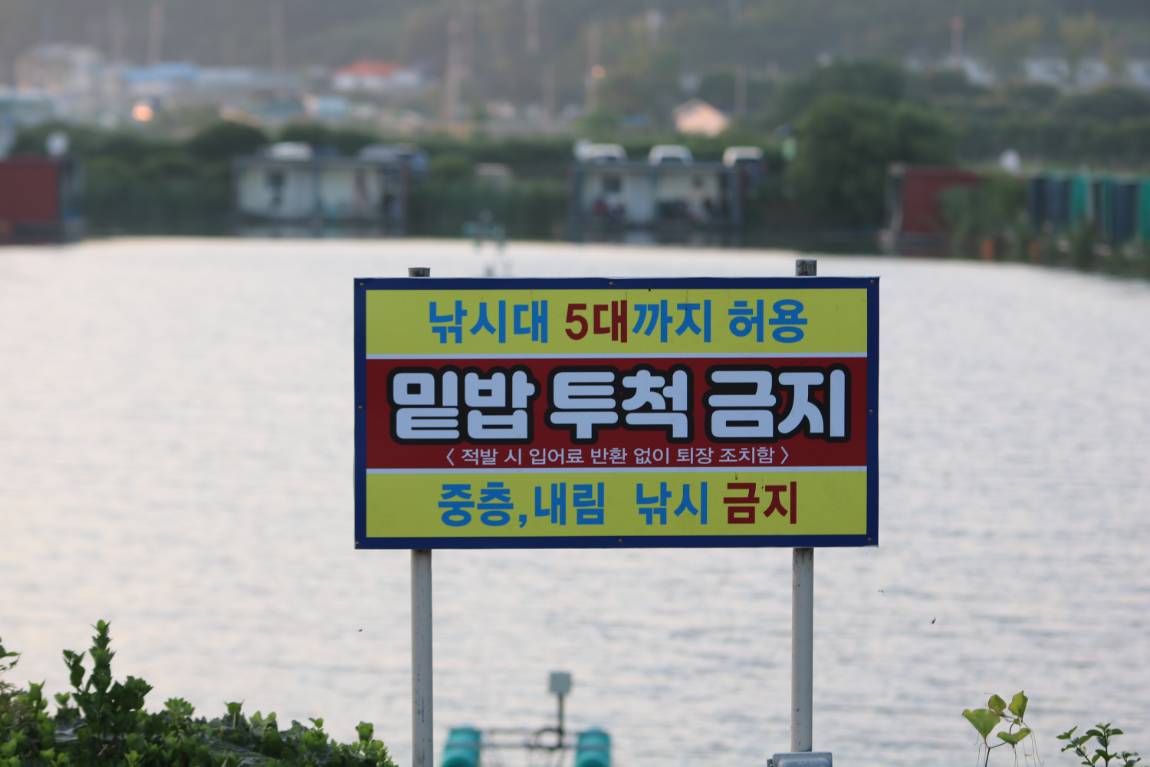 낚시대 5대까지 허용
밑밥 투척 금지
< 적발 시 입어료 반환 없이 퇴장 조치함 >
중층,내림 낚시 금지